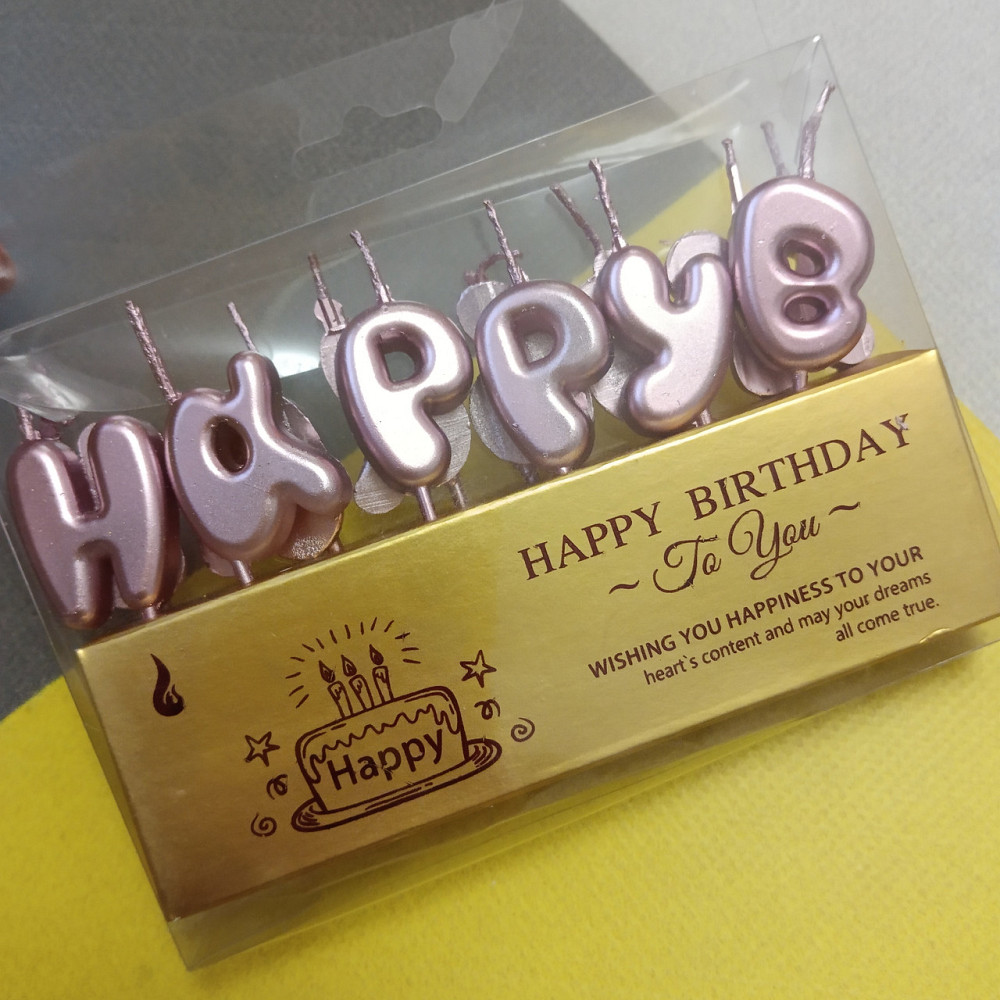 HαPPYB
HAPPY BIRTHDAY
~ To You ~
WISHING YOU HAPPINESS TO YOUR
heart`s content and may your dreams
all come true.
Happy